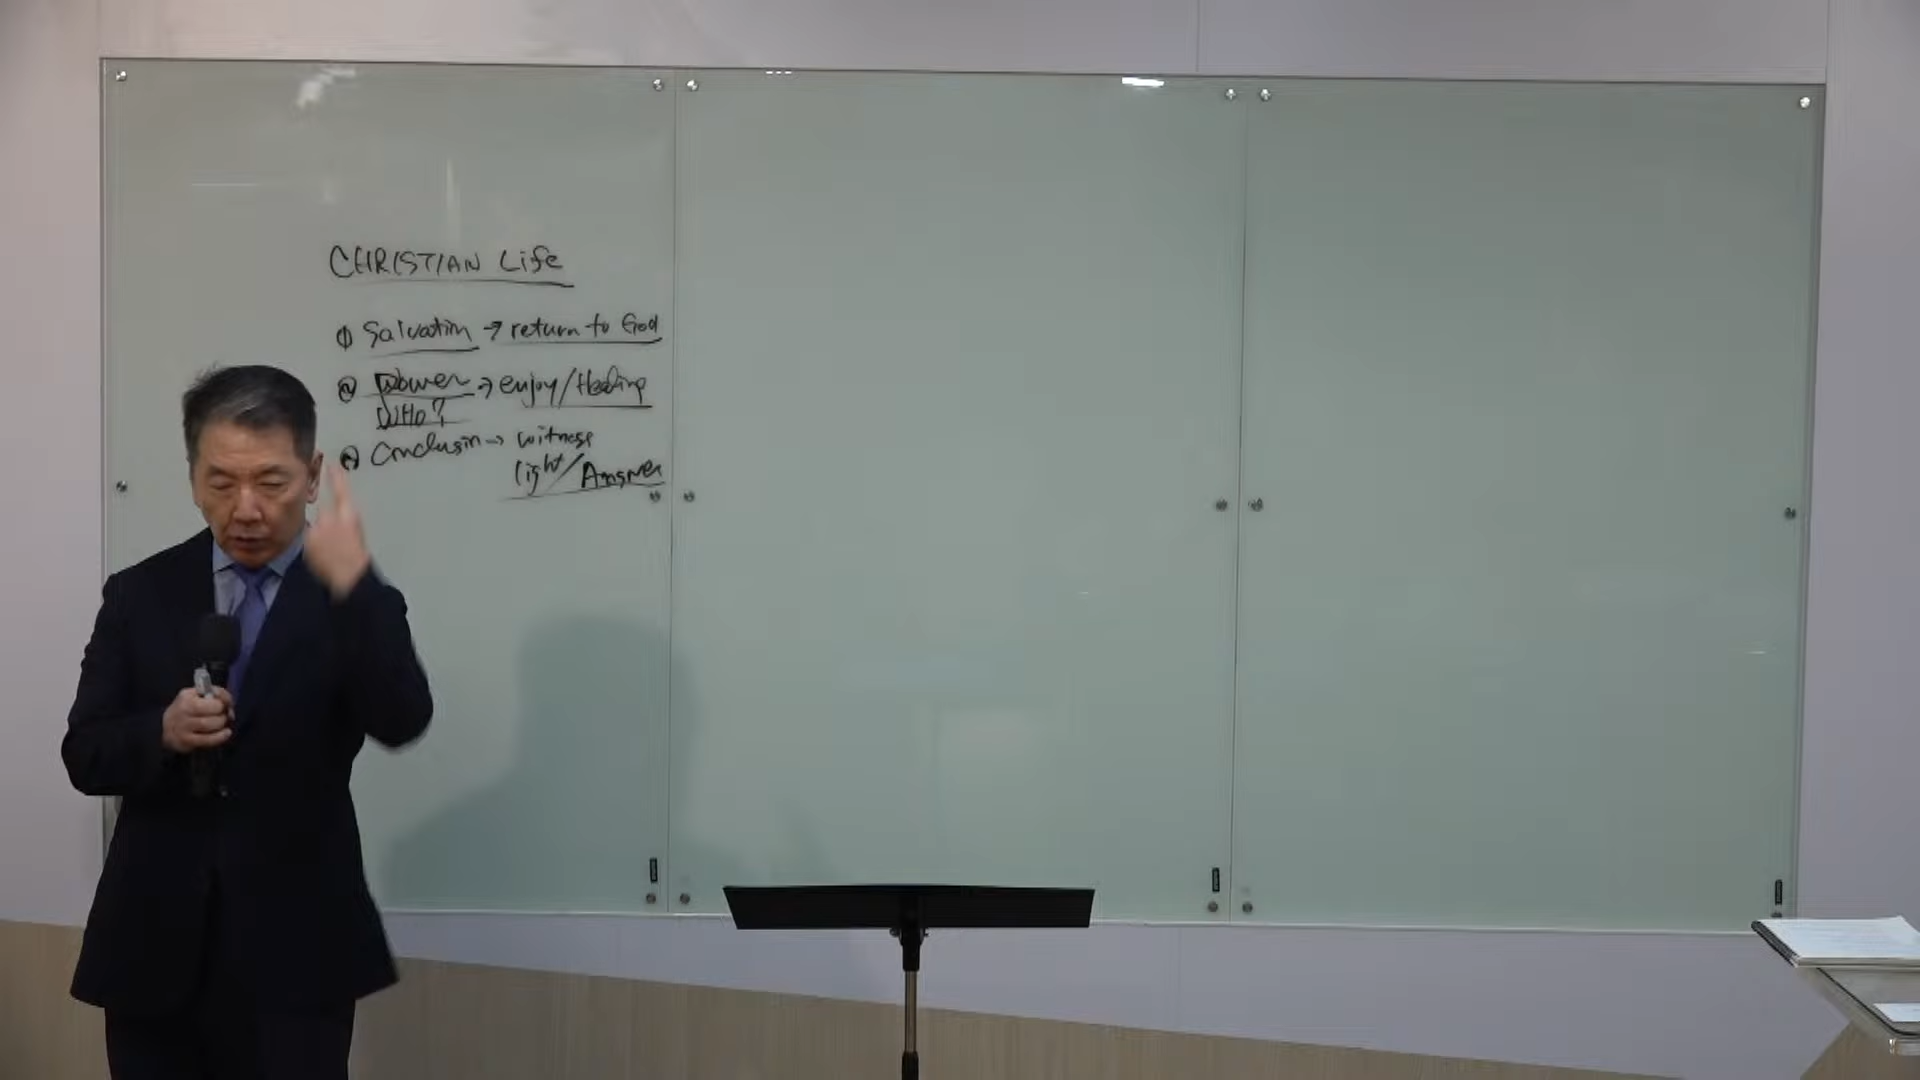 CHRISTIAN Life
① Salvation → return to God
② Power → enjoy/Healing
WHO?
③ Conclusion → witness
light/Answer